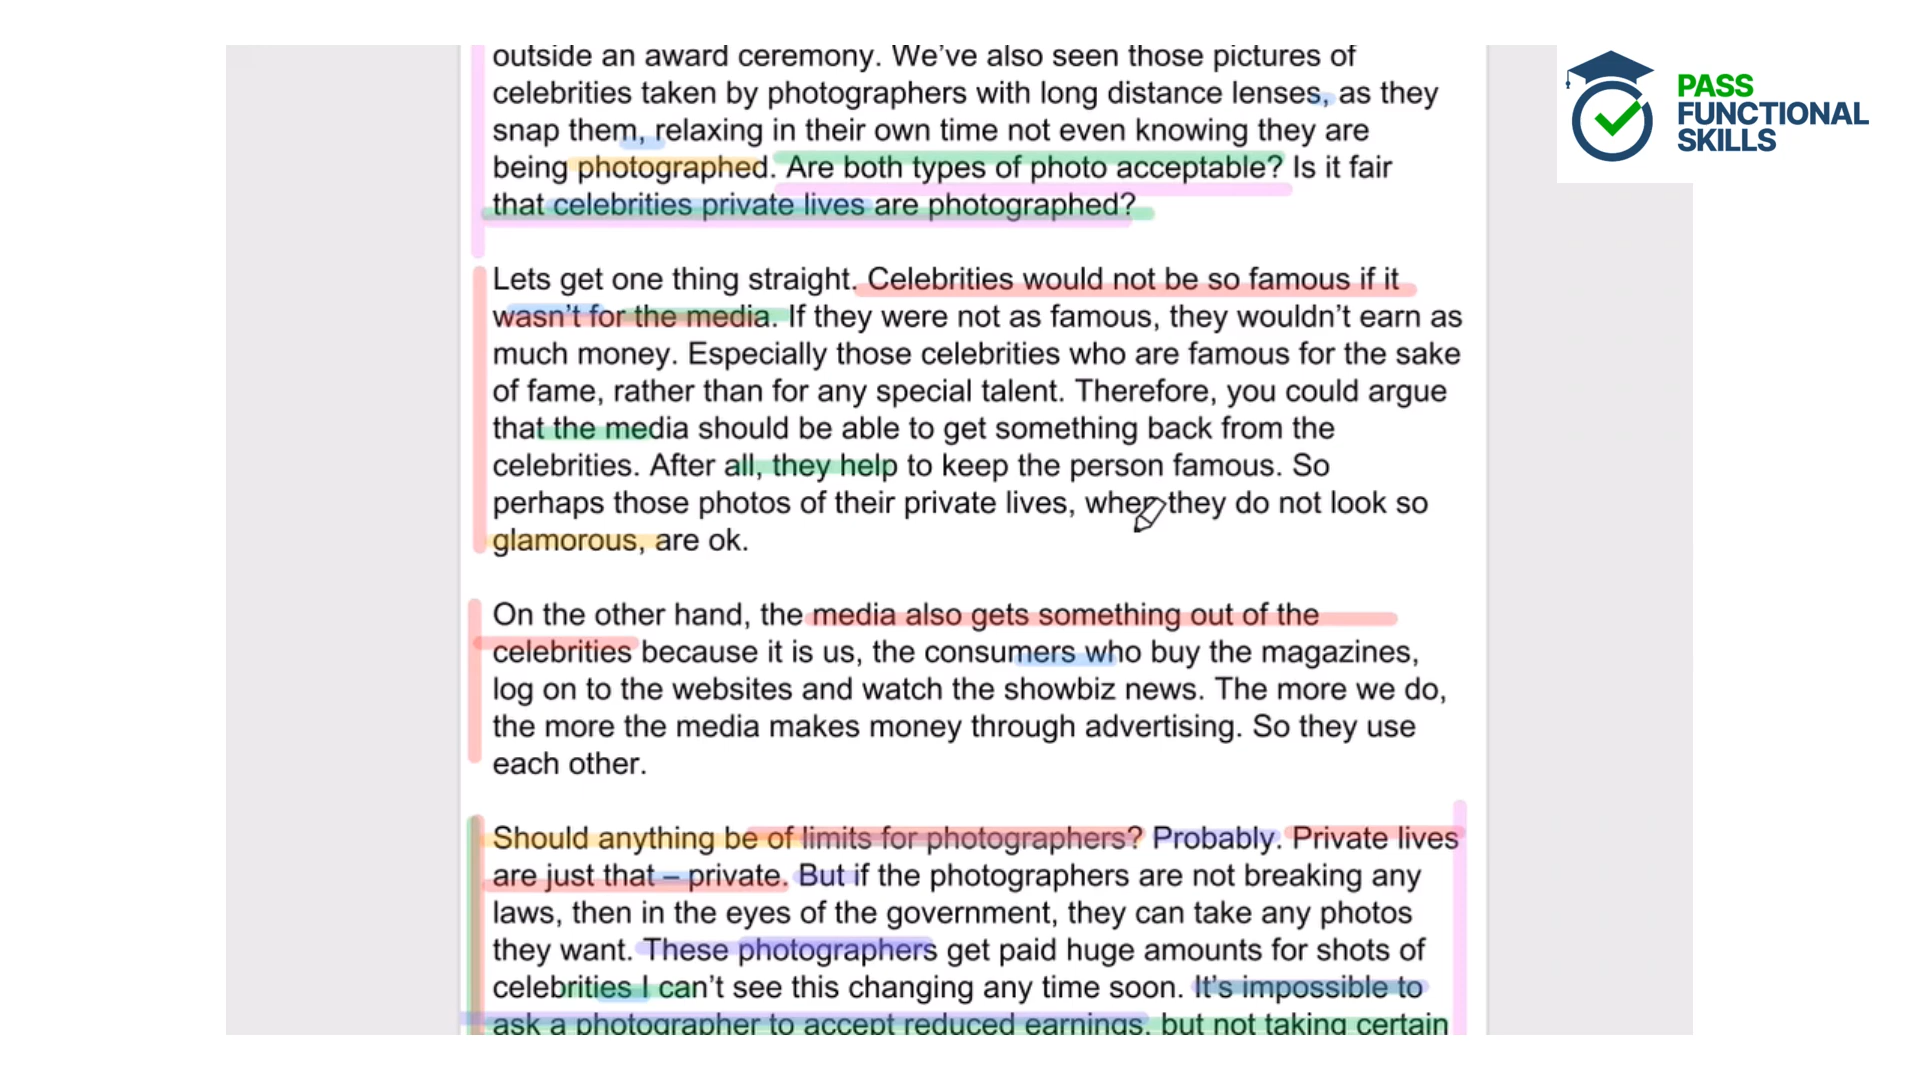 outside an award ceremony. We've also seen those pictures of
celebrities taken by photographers with long distance lenses, as they
snap them, relaxing in their own time not even knowing they are
being photographed. Are both types of photo acceptable? Is it fair
that celebrities private lives are photographed?
Lets get one thing straight. Celebrities would not be so famous if it
wasn't for the media. If they were not as famous, they wouldn't earn as
much money. Especially those celebrities who are famous for the sake
of fame, rather than for any special talent. Therefore, you could argue
that the media should be able to get something back from the
celebrities. After all, they help to keep the person famous. So
perhaps those photos of their private lives, when they do not look so
glamorous, are ok.
On the other hand, the media also gets something out of the
celebrities because it is us, the consumers who buy the magazines,
log on to the websites and watch the showbiz news. The more we do,
the more the media makes money through advertising. So they use
each other.
Should anything be of limits for photographers? Probably. Private lives
are just that – private. But if the photographers are not breaking any
laws, then in the eyes of the government, they can take any photos
they want. These photographers get paid huge amounts for shots of
celebrities I can't see this changing any time soon. It's impossible to
ask a photographer to accept reduced earnings, but not taking certain
PASS
FUNCTIONAL
SKILLS